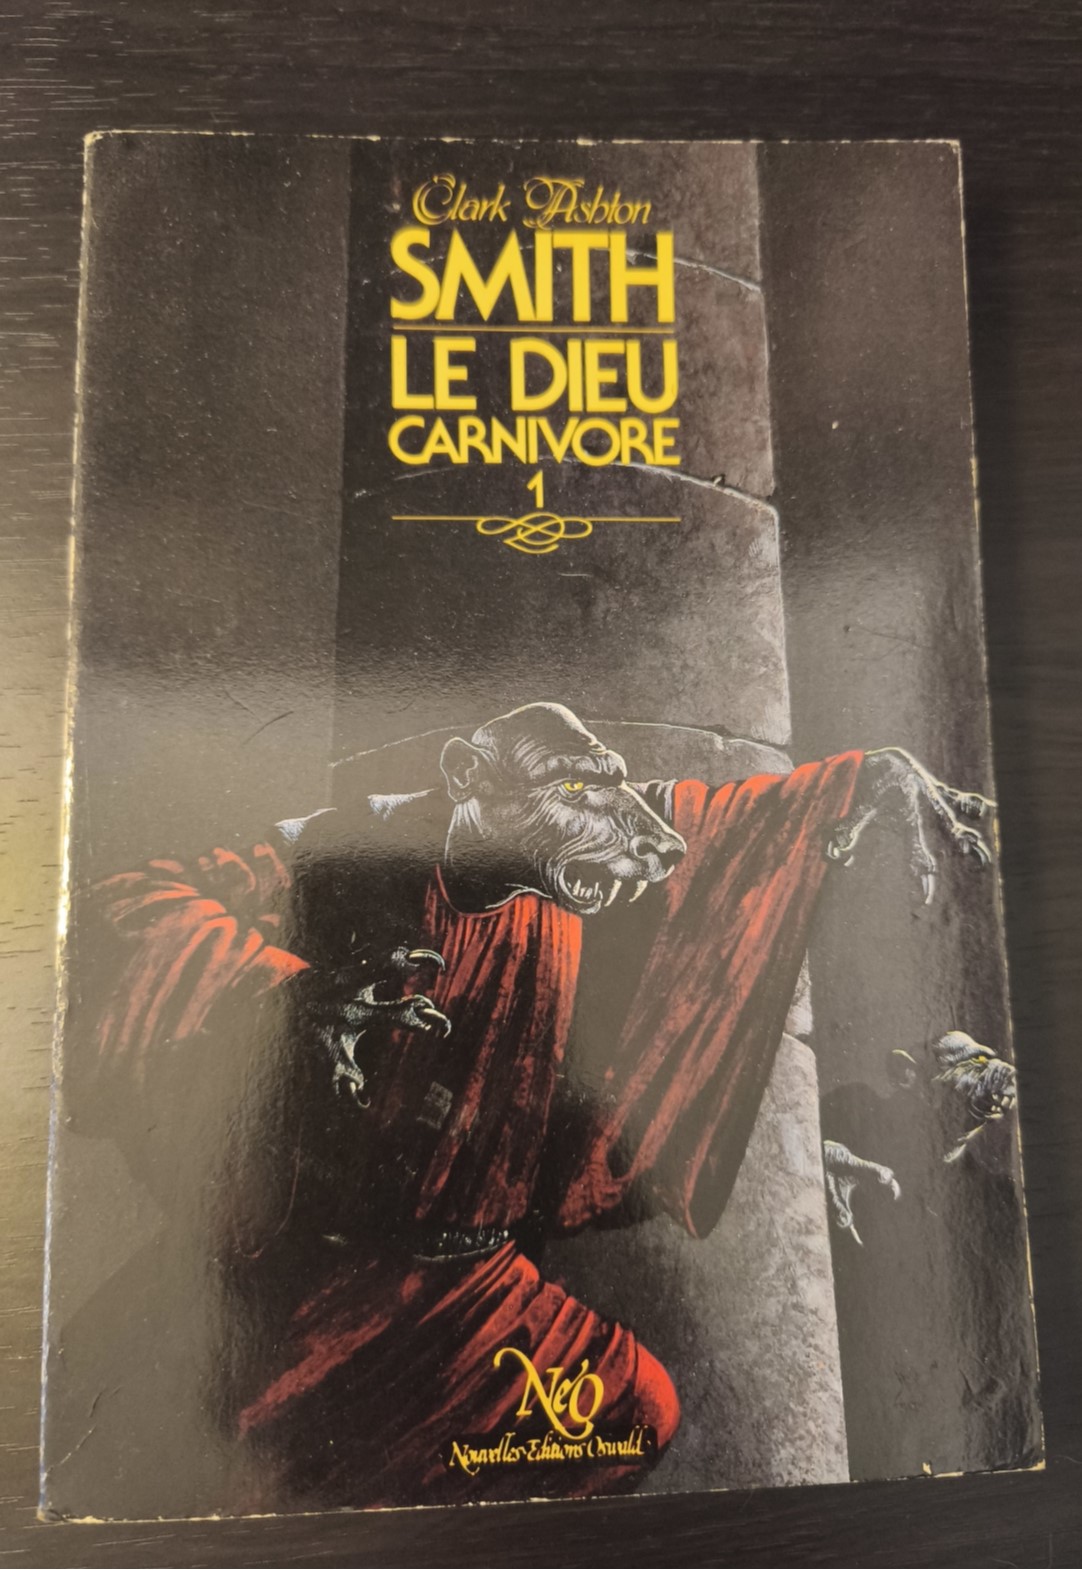 Clark Ashton
SMITH
LE DIEU
CARNIVORE
1
Néo
Nouvelles Editions Oswald